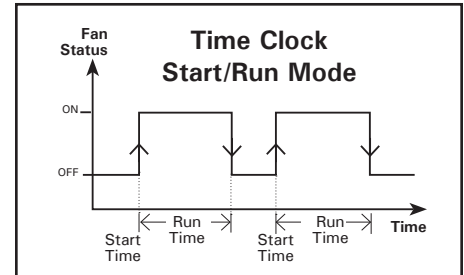 Fan
Status
Time Clock
Start/Run Mode
ON
OFF
Time
Start
Time
Run
Time
Start
Time
Run
Time